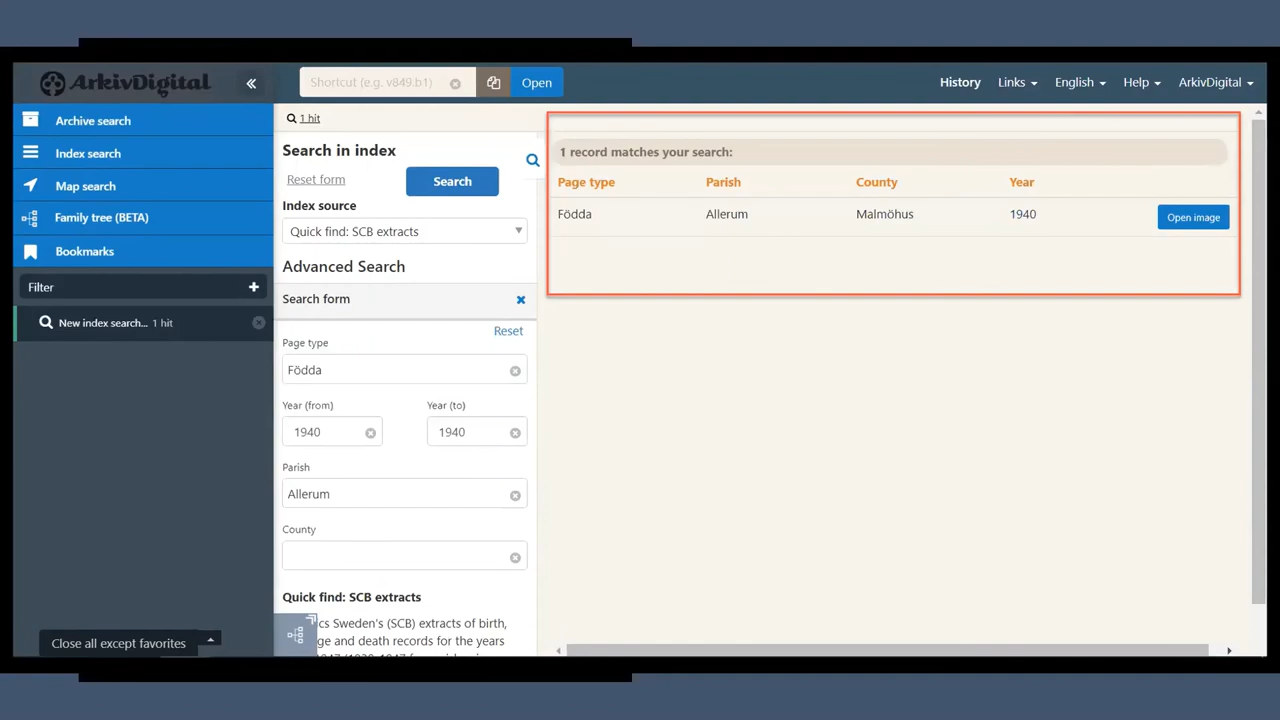 ArkivDigital
Shortcut (e.g. v849.b1)
Open
History
Links
English
Help
ArkivDigital
Archive search
Index search
Map search
Family tree (BETA)
Bookmarks
Filter
New index search... 1 hit
Close all except favorites
1 hit
Search in index
Reset form
Search
Index source
Quick find: SCB extracts
Advanced Search
Search form
Reset
Page type
Födda
Year (from) Year (to)
1940 1940
Parish
Allerum
County
Quick find: SCB extracts
cs Sweden's (SCB) extracts of birth,
ge and death records for the years
1 record matches your search:
Page type Parish County Year
Födda Allerum Malmöhus 1940 Open image